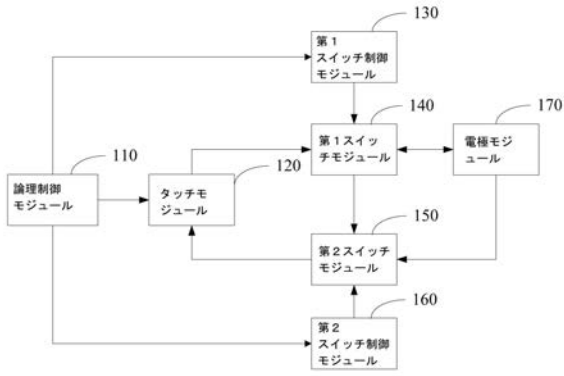 130
第１
スイッチ制御
モジュール
140
170
第１スイッ
チモジュール
電極モジ
ュール
110
120
論理制御
モジュール
タッチモ
ジュール
150
第２スイッチ
モジュール
160
第２
スイッチ制御
モジュール